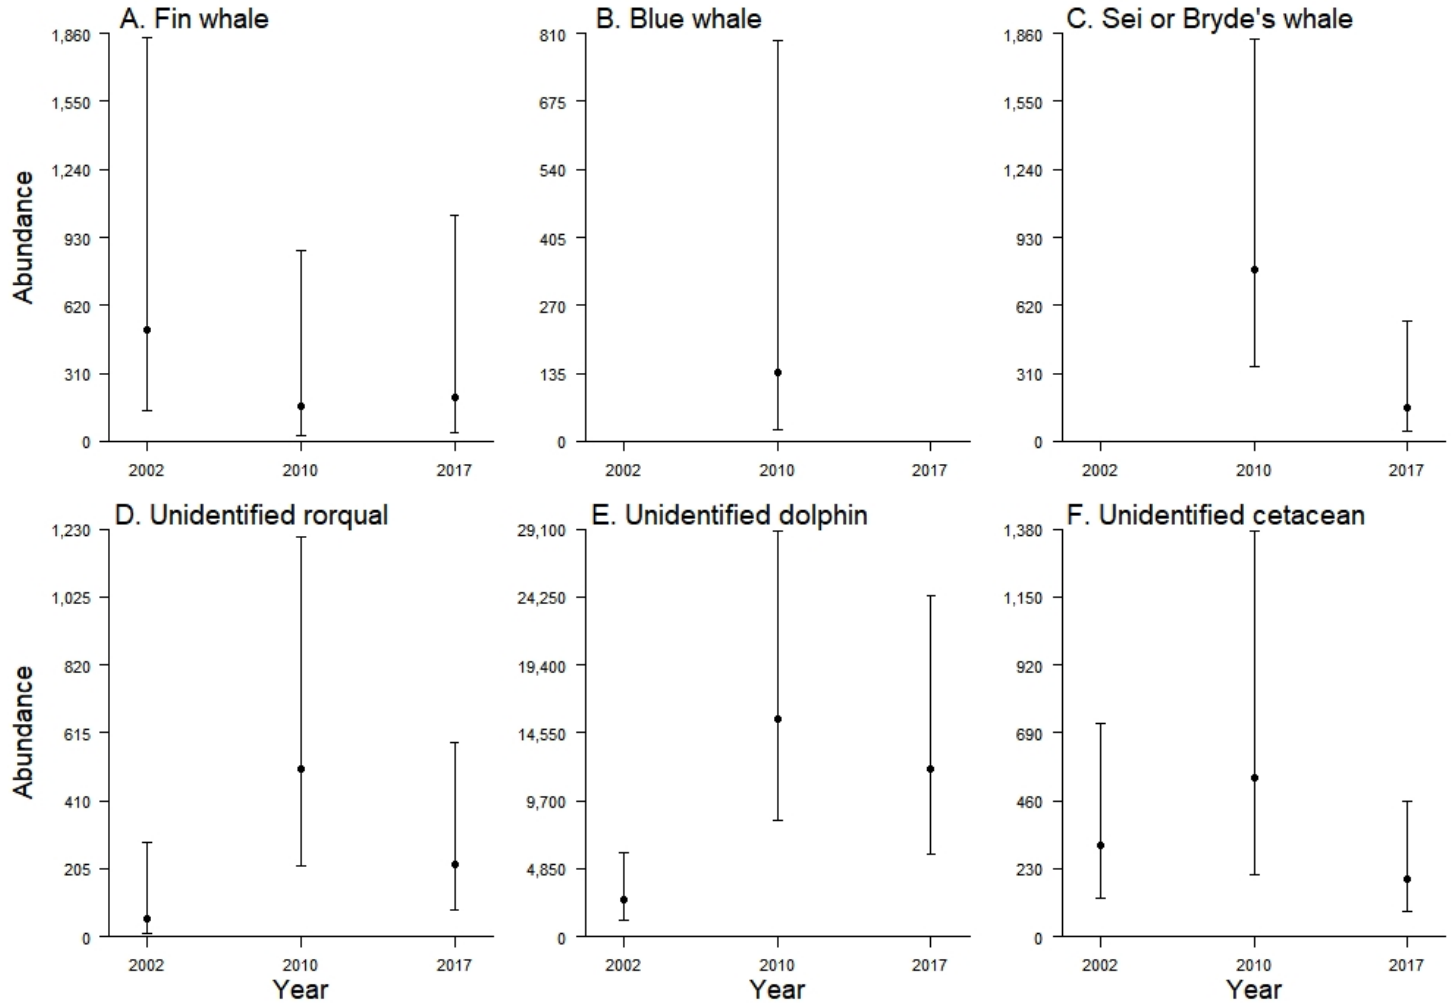 A. Fin whale
Abundance
1,860
1,550
1,240
930
620
310
0
2002 2010 2017
B. Blue whale
810
675
540
405
270
135
0
2002 2010 2017
C. Sei or Bryde's whale
1,860
1,550
1,240
930
620
310
0
2002 2010 2017
D. Unidentified rorqual
Abundance
1,230
1,025
820
615
410
205
0
2002 2010 2017
Year
E. Unidentified dolphin
29,100
24,250
19,400
14,550
9,700
4,850
0
2002 2010 2017
Year
F. Unidentified cetacean
1,380
1,150
920
690
460
230
0
2002 2010 2017
Year